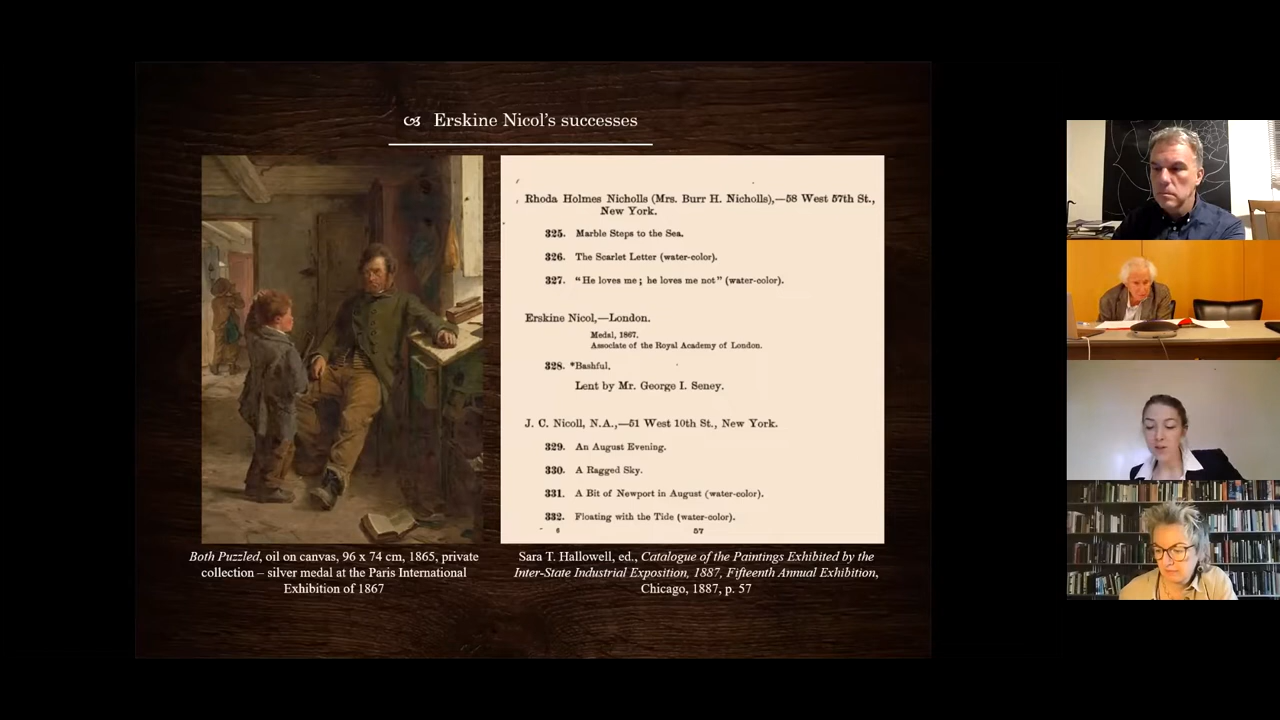 Erskine Nicol's successes
Rhoda Holmes Nicholls (Mrs. Burr H. Nicholls),—58 West 57th St.,
New York.
325. Marble Steps to the Sea.
326. The Scarlet Letter (water-color).
327. "He loves me; he loves me not" (water-color).
Erskine Nicol,—London.
Medal, 1867.
Associate of the Royal Academy of London.
328. *Bashful.
Lent by Mr. George I. Seney.
J. C. Nicoll, N.A.,—51 West 10th St., New York.
329. An August Evening.
330. A Ragged Sky.
331. A Bit of Newport in August (water-color).
332. Floating with the Tide (water-color).
6 57
Both Puzzled, oil on canvas, 96 x 74 cm, 1865, private
collection – silver medal at the Paris International
Exhibition of 1867
Sara T. Hallowell, ed., Catalogue of the Paintings Exhibited by the
Inter-State Industrial Exposition, 1887, Fifteenth Annual Exhibition,
Chicago, 1887, p. 57